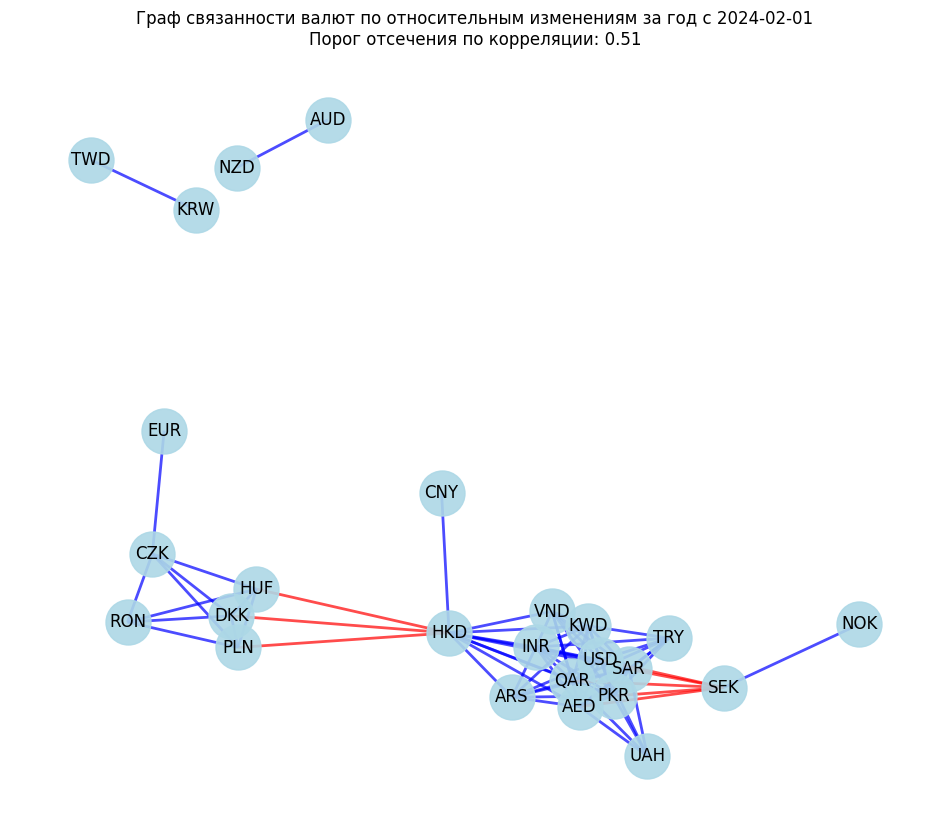 Граф связанности валют по относительным изменениям за год с 2024-02-01
Порог отсечения по корреляции: 0.51
AUD
TWD
NZD
KRW
EUR
CNY
CZK
HUF
VND
DKK
RON
KWD
NOK
HKD
TRY
PLN
INR
USD
SAR
QAR
SEK
ARS
PKR
AED
UAH